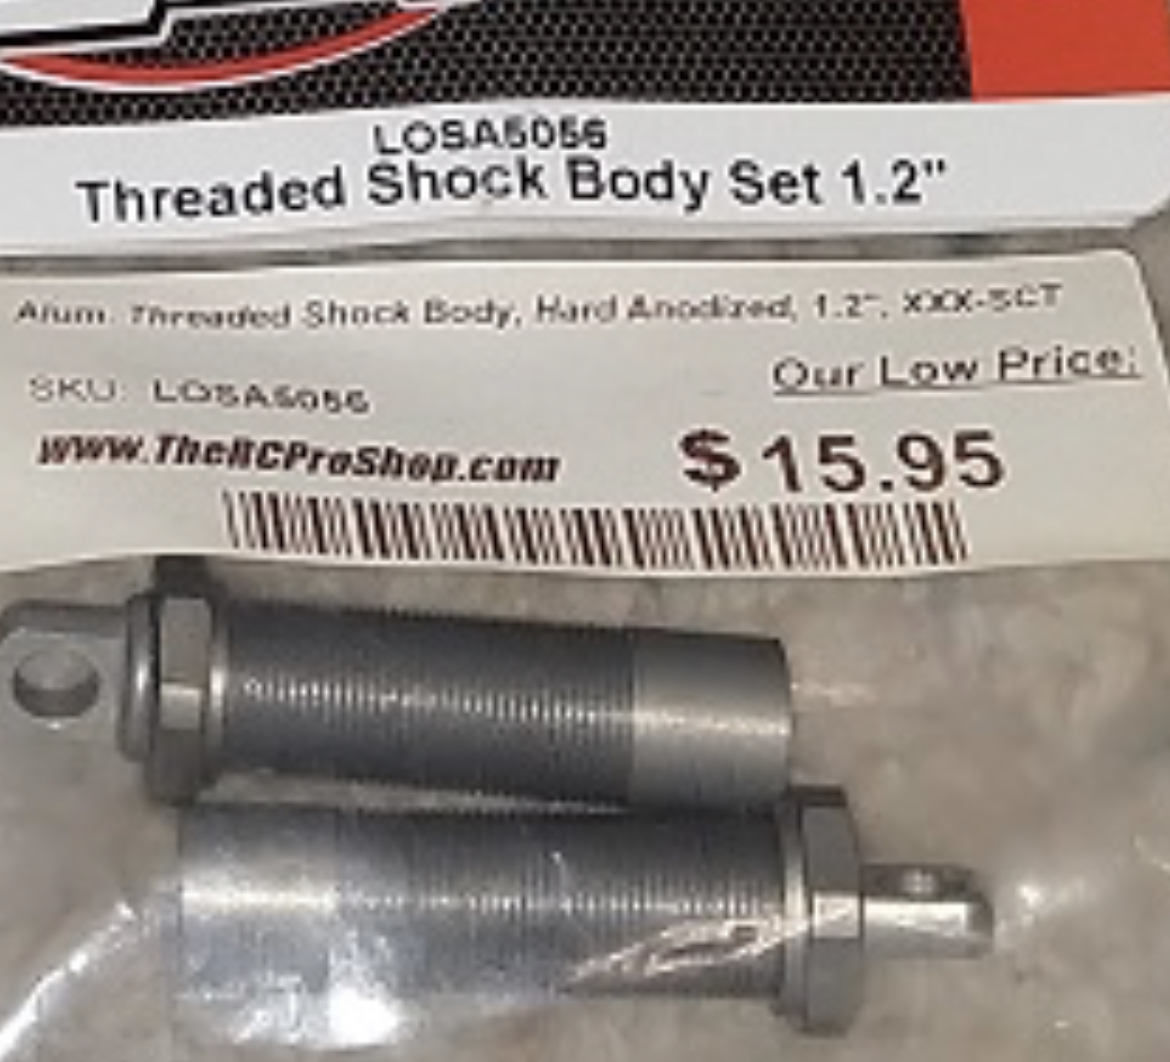 LOSA5056
Threaded Shock Body Set 1.2"
Alum. Threaded Shock Body, Hard Anodized, 1.2", XXX-SCT
Our Low Price:
SKU: LOSA5056
www.TheRCProShop.com
$15.95